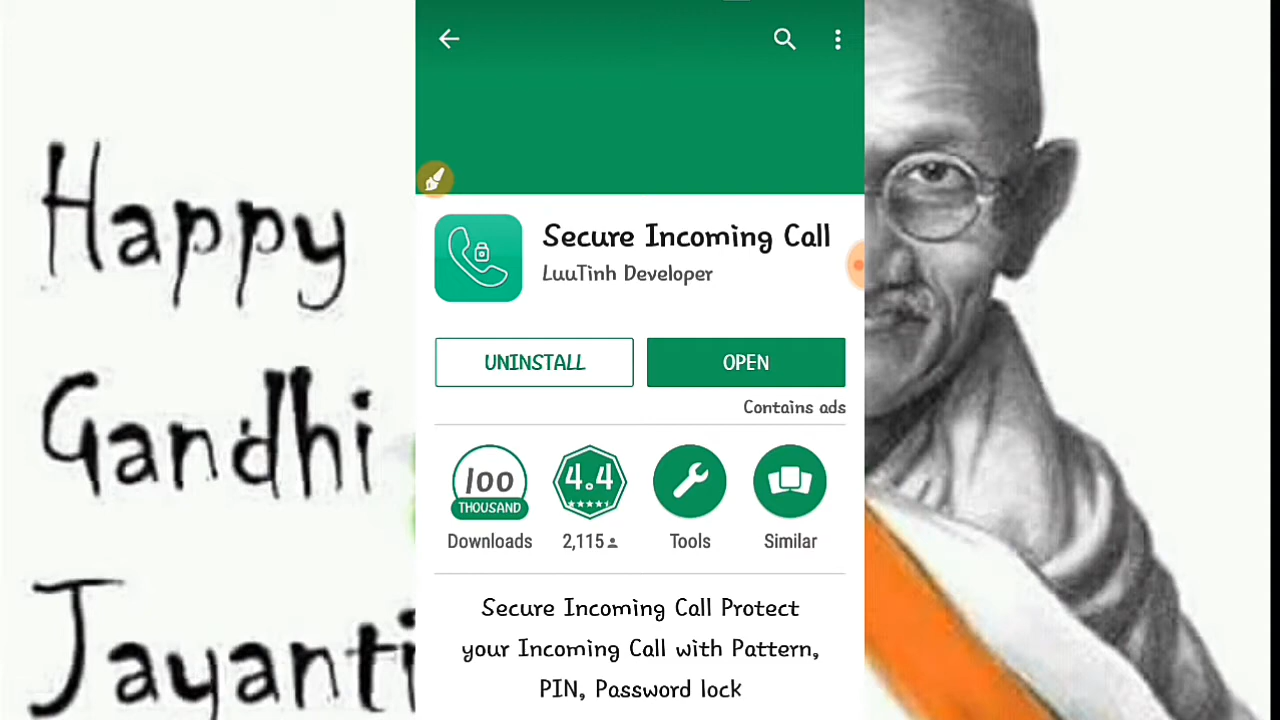 Happy
Gandhi
Jayanti
Secure Incoming Call
LuuTinh Developer
UNINSTALL
OPEN
Contains ads
100
THOUSAND
4.4
Downloads
2,115
Tools
Similar
Secure Incoming Call Protect
your Incoming Call with Pattern,
PIN, Password lock